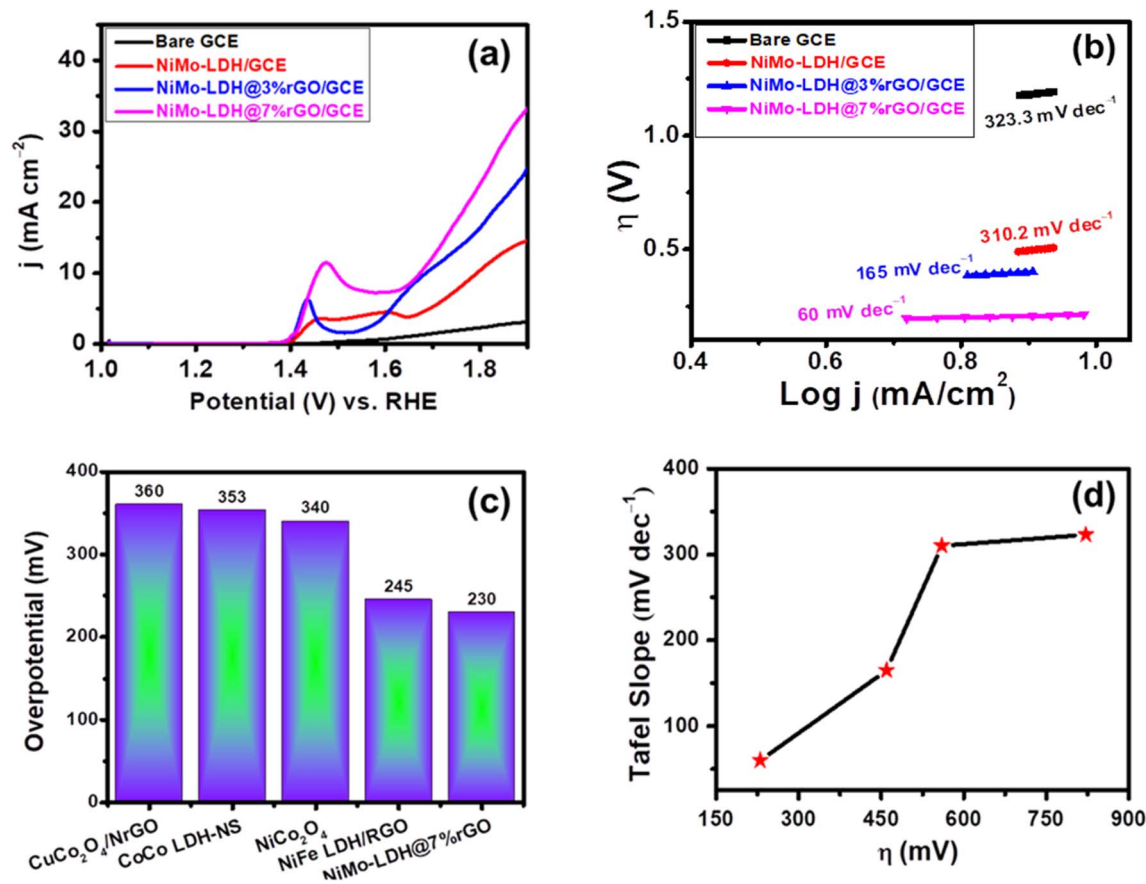 (a)
Bare GCE
NiMo-LDH/GCE
NiMo-LDH@3%rGO/GCE
NiMo-LDH@7%rGO/GCE
40
30
20
10
0
j (mA cm⁻²)
1.0 1.2 1.4 1.6 1.8
Potential (V) vs. RHE
(b)
Bare GCE
NiMo-LDH/GCE
NiMo-LDH@3%rGO/GCE
NiMo-LDH@7%rGO/GCE
323.3 mV dec⁻¹
310.2 mV dec⁻¹
165 mV dec⁻¹
60 mV dec⁻¹
1.5
1.0
0.5
η (V)
0.4 0.6 0.8 1.0
Log j (mA/cm²)
(c)
400
300
200
100
0
Overpotential (mV)
360 353 340 245 230
CuCo₂O₄/NrGO
CoCo LDH-NS
NiCo₂O₄
NiFe LDH/RGO
NiMo-LDH@7%rGO
(d)
400
300
200
100
Tafel Slope (mV dec⁻¹)
150 300 450 600 750 900
η (mV)